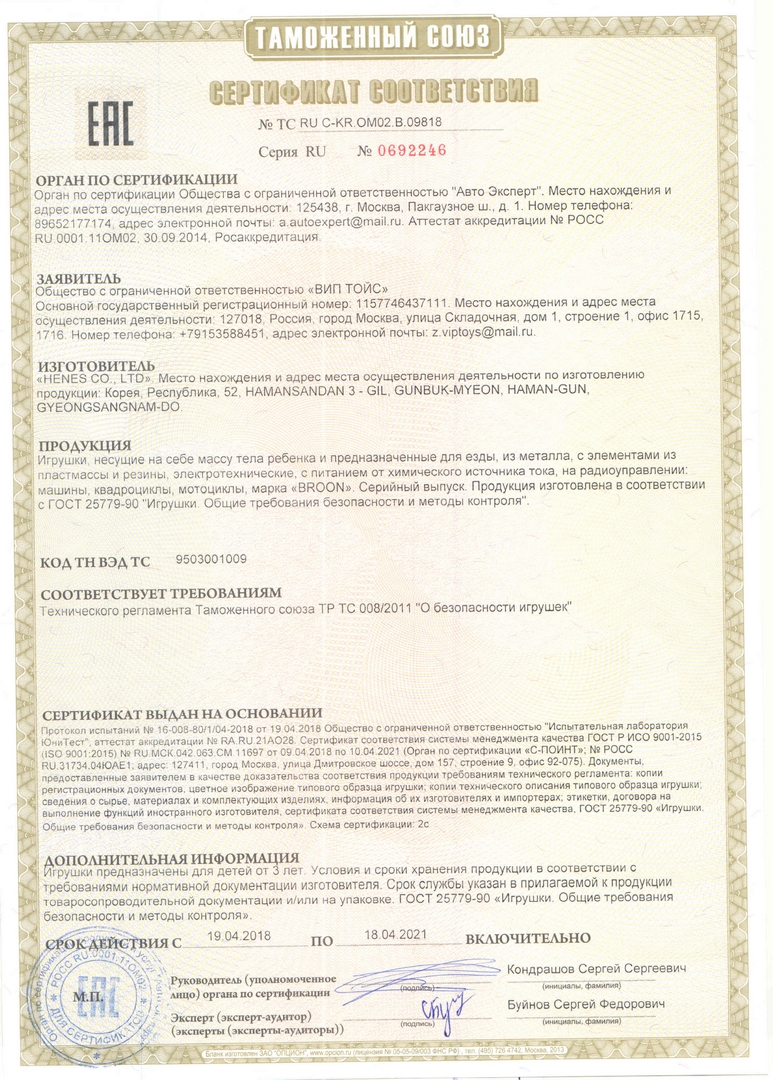 ТАМОЖЕННЫЙ СОЮЗ
СЕРТИФИКАТ СООТВЕТСТВИЯ
EAC
№ ТС RU C-KR.OM02.B.09818
Серия RU № 0692246
ОРГАН ПО СЕРТИФИКАЦИИ
Орган по сертификации Общества с ограниченной ответственностью "Авто Эксперт". Место нахождения и
адрес места осуществления деятельности: 125438, г. Москва, Пакгаузное ш., д. 1. Номер телефона:
89652177174, адрес электронной почты: a.autoexpert@mail.ru. Аттестат аккредитации № РОСС
RU.0001.11ОМ02, 30.09.2014, Росаккредитация.
ЗАЯВИТЕЛЬ
Общество с ограниченной ответственностью «ВИП ТОЙС»
Основной государственный регистрационный номер: 1157746437111. Место нахождения и адрес места
осуществления деятельности: 127018, Россия, город Москва, улица Складочная, дом 1, строение 1, офис 1715,
1716. Номер телефона: +79153588451, адрес электронной почты: z.viptoys@mail.ru.
ИЗГОТОВИТЕЛЬ
«HENES CO., LTD». Место нахождения и адрес места осуществления деятельности по изготовлению
продукции: Корея, Республика, 52, HAMANSANDAN 3 - GIL, GUNBUK-MYEON, HAMAN-GUN,
GYEONGSANGNAM-DO.
ПРОДУКЦИЯ
Игрушки, несущие на себе массу тела ребенка и предназначенные для езды, из металла, с элементами из
пластмассы и резины, электротехнические, с питанием от химического источника тока, на радиоуправлении:
машины, квадроциклы, мотоциклы, марка «BROON». Серийный выпуск. Продукция изготовлена в соответствии
с ГОСТ 25779-90 "Игрушки. Общие требования безопасности и методы контроля".
КОД ТН ВЭД ТС 9503001009
СООТВЕТСТВУЕТ ТРЕБОВАНИЯМ
Технического регламента Таможенного союза ТР ТС 008/2011 "О безопасности игрушек"
СЕРТИФИКАТ ВЫДАН НА ОСНОВАНИИ
Протокол испытаний № 16-008-80/1/04-2018 от 19.04.2018 Общество с ограниченной ответственностью "Испытательная лаборатория
ЮниТест", аттестат аккредитации № RA.RU.21АО28. Сертификат соответствия системы менеджмента качества ГОСТ Р ИСО 9001-2015
(ISO 9001:2015) № RU.МСК.042.063.СМ.11697 от 09.04.2018 по 10.04.2021 (Орган по сертификации «С-ПОИНТ»; № РОСС
RU.31734.04ЮАЕ1; адрес: 127411, город Москва, улица Дмитровское шоссе, дом 157, строение 9, офис 92-075). Документы,
предоставленные заявителем в качестве доказательства соответствия продукции требованиям технического регламента: копии
регистрационных документов, цветное изображение типового образца игрушки; копии технического описания типового образца игрушки;
сведения о сырье, материалах и комплектующих изделиях, информация об их изготовителях и импортерах; этикетки, договора на
выполнение функций иностранного изготовителя, сертификата соответствия системы менеджмента качества, ГОСТ 25779-90 «Игрушки.
Общие требования безопасности и методы контроля». Схема сертификации: 2с
ДОПОЛНИТЕЛЬНАЯ ИНФОРМАЦИЯ
Игрушки предназначены для детей от 3 лет. Условия и сроки хранения продукции в соответствии с
требованиями нормативной документации изготовителя. Срок службы указан в прилагаемой к продукции
товаросопроводительной документации и/или на упаковке. ГОСТ 25779-90 «Игрушки. Общие требования
безопасности и методы контроля».
СРОК ДЕЙСТВИЯ С 19.04.2018 ПО 18.04.2021 ВКЛЮЧИТЕЛЬНО
М.П.
EAC
РОСС RU.0001.11ОМ02
ДЛЯ СЕРТИФИКАТОВ
Руководитель (уполномоченное
лицо) органа по сертификации
(подпись)
Кондрашов Сергей Сергеевич
(инициалы, фамилия)
Эксперт (эксперт-аудитор)
(эксперты (эксперты-аудиторы))
(подпись)
Буйнов Сергей Федорович
(инициалы, фамилия)
Бланк изготовлен ЗАО "ОПЦИОН", www.opcion.ru (лицензия № 05-05-09/003 ФНС РФ), тел. (495) 726 4742, Москва, 2013